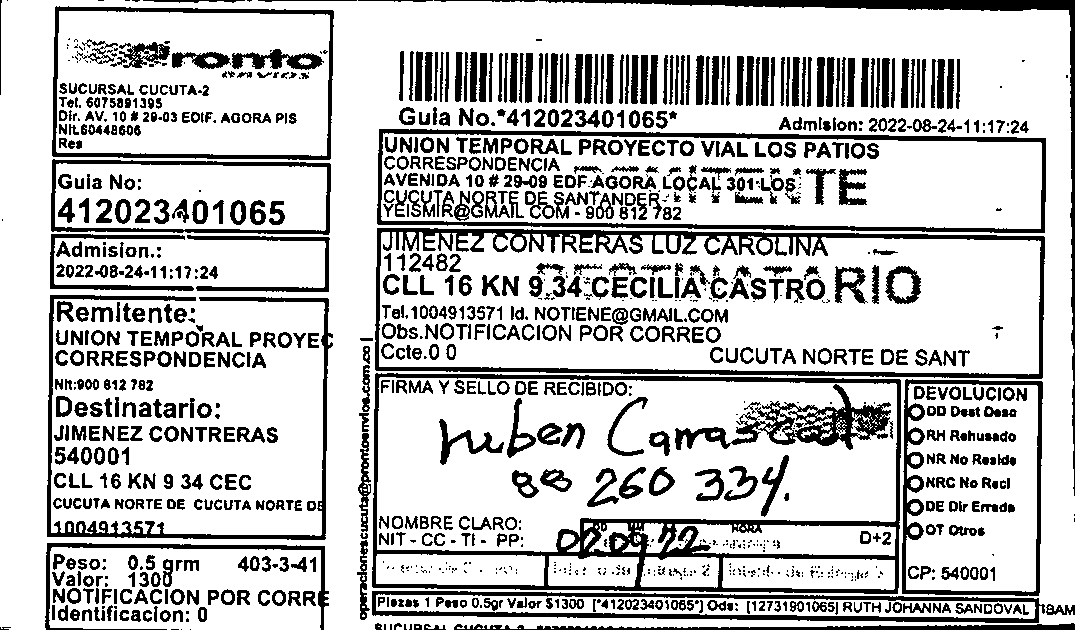 Pronto
envios
SUCURSAL CUCUTA-2
Tel. 6075891395
Dir. AV. 10 # 29-03 EDIF. AGORA PIS
Nit.60448606
Res
Guia No:
412023401065
Admision.:
2022-08-24-11:17:24
Remitente:
UNION TEMPORAL PROYEC
CORRESPONDENCIA
Nit:900 812 782
Destinatario:
JIMENEZ CONTRERAS
540001
CLL 16 KN 9 34 CEC
CUCUTA NORTE DE CUCUTA NORTE DE
1004913571
Peso: 0.5 grm 403-3-41
Valor: 1300
NOTIFICACION POR CORRE
Identificacion: 0
operacionescucuta@prontoenvios.com.co |
Guia No.*412023401065*
Admision: 2022-08-24-11:17:24
UNION TEMPORAL PROYECTO VIAL LOS PATIOS
CORRESPONDENCIA
AVENIDA 10 # 29-09 EDF AGORA LOCAL 301 LOS
CUCUTA NORTE DE SANTANDER
YEISMIR@GMAIL COM - 900 812 782
JIMENEZ CONTRERAS LUZ CAROLINA
112482
DESTINATARIO
CLL 16 KN 9 34 CECILIA CASTRO
Tel.1004913571 Id. NOTIENE@GMAIL.COM
Obs.NOTIFICACION POR CORREO
Ccte.0 0
CUCUTA NORTE DE SANT
FIRMA Y SELLO DE RECIBIDO:
ruben Carrascal
88 260 334.
NOMBRE CLARO:
NIT - CC - TI - PP:
DD MM AA HORA
07 09 22
D+2
DEVOLUCION
DD Dest Desc
RH Rehusado
NR No Reside
NRC No Recl
DE Dir Errada
OT Otros
CP: 540001
Piezas 1 Peso 0.5gr Valor $1300 [*412023401065*] Ods: [12731901065] RUTH JOHANNA SANDOVAL
18AM